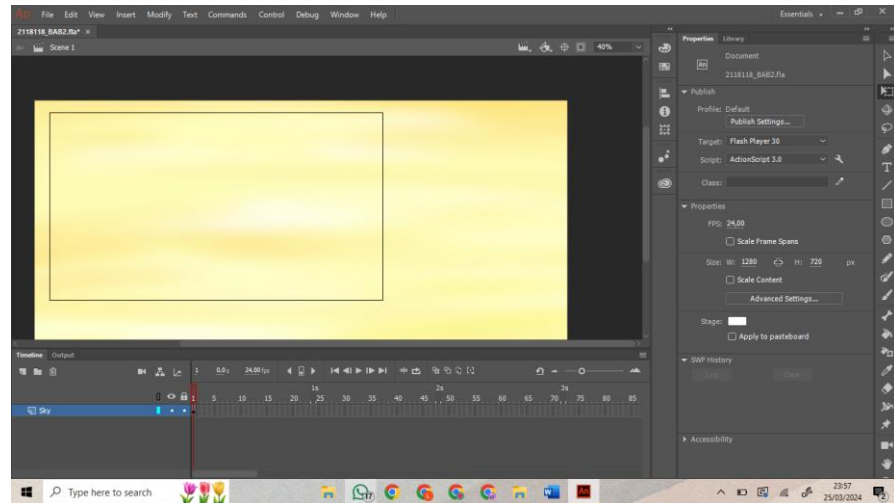 An File Edit View Insert Modify Text Commands Control Debug Window Help Essentials
2118118_BAB2.fla* ×
Scene 1 40%
Properties Library
Document
An
2118118_BAB2.fla
Publish
Profile: Default
Publish Settings...
Target: Flash Player 30
Script: ActionScript 3.0
Class:
Properties
FPS: 24,00
Scale Frame Spans
Size: W: 1280 H: 720 px
Scale Content
Advanced Settings...
Stage:
Apply to pasteboard
SWF History
Log Clear
Accessibility
Timeline Output
1 0,0 s 24,00 fps
1s 2s 3s
1 5 10 15 20 25 30 35 40 45 50 55 60 65 70 75 80 85
Sky
Type here to search
23:57
25/03/2024